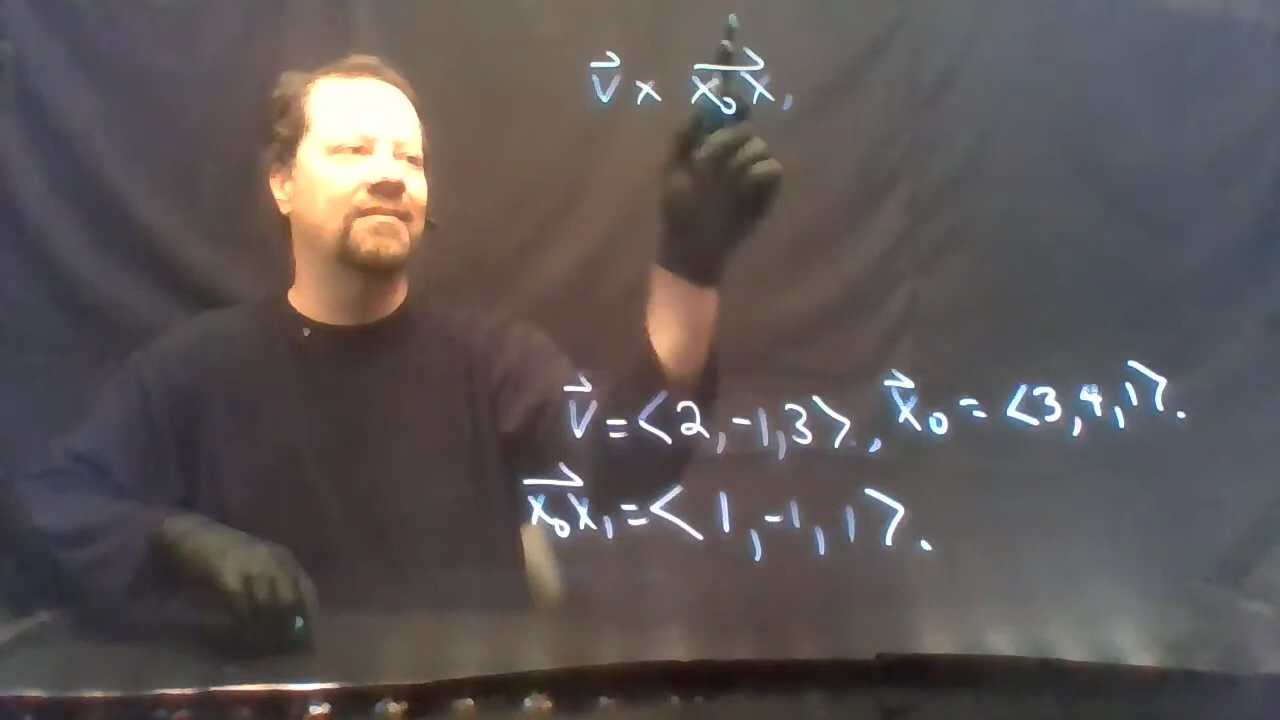 v⃗ × x₀x₁⃗
v⃗ = <2, -1, 3>, x⃗₀ = <3, 4, 1>.
x₀x₁⃗ = <1, -1, 1>.